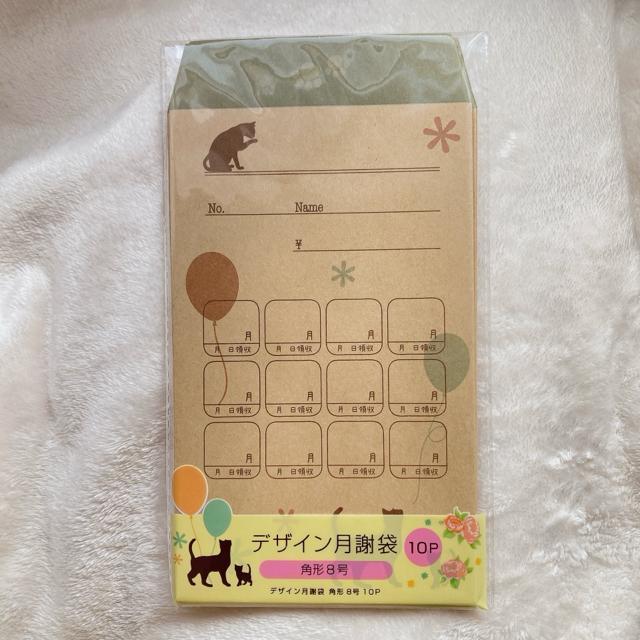 No. Name
¥
月 月 月 月
月 日領収 月 日領収 月 日領収 月 日領収
月 月 月 月
月 日領収 月 日領収 月 日領収 月 日領収
月 月 月 月
月 日領収 月 日領収 月 日領収 月 日領収
デザイン月謝袋 10P
角形8号
デザイン月謝袋 角形8号 10P